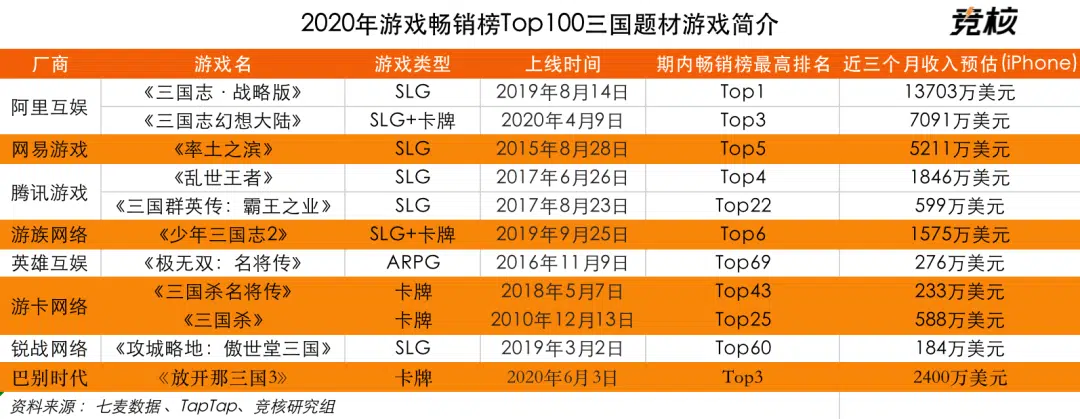 2020年游戏畅销榜Top100三国题材游戏简介
竞核
厂商 游戏名 游戏类型 上线时间 期内畅销榜最高排名 近三个月收入预估(iPhone)
阿里互娱 《三国志·战略版》 SLG 2019年8月14日 Top1 13703万美元
《三国志幻想大陆》 SLG+卡牌 2020年4月9日 Top3 7091万美元
网易游戏 《率土之滨》 SLG 2015年8月28日 Top5 5211万美元
腾讯游戏 《乱世王者》 SLG 2017年6月26日 Top4 1846万美元
《三国群英传：霸王之业》 SLG 2017年8月23日 Top22 599万美元
游族网络 《少年三国志2》 SLG+卡牌 2019年9月25日 Top6 1575万美元
英雄互娱 《极无双：名将传》 ARPG 2016年11月9日 Top69 276万美元
游卡网络 《三国杀名将传》 卡牌 2018年5月7日 Top43 233万美元
《三国杀》 卡牌 2010年12月13日 Top25 588万美元
锐战网络 《攻城略地：傲世堂三国》 SLG 2019年3月2日 Top60 184万美元
巴别时代 《放开那三国3》 卡牌 2020年6月3日 Top3 2400万美元
资料来源：七麦数据、TapTap、竞核研究组